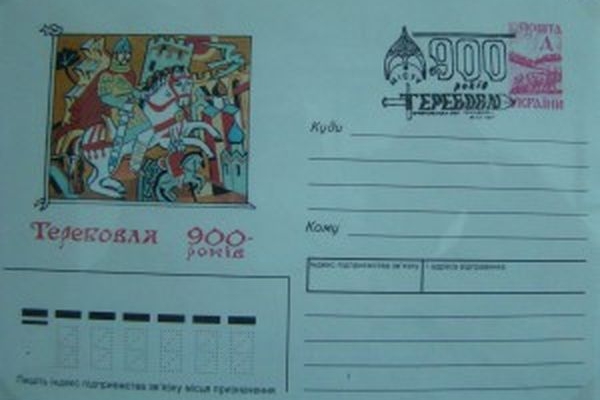 900
років
ТЕРЕБОВЛЮ
ПОШТА
УКРАЇНИ
Теребовля 900-
років
Куди
Кому
Індекс підприємства зв'язку і адреса відправника
Пишіть індекс підприємства зв'язку місця призначення